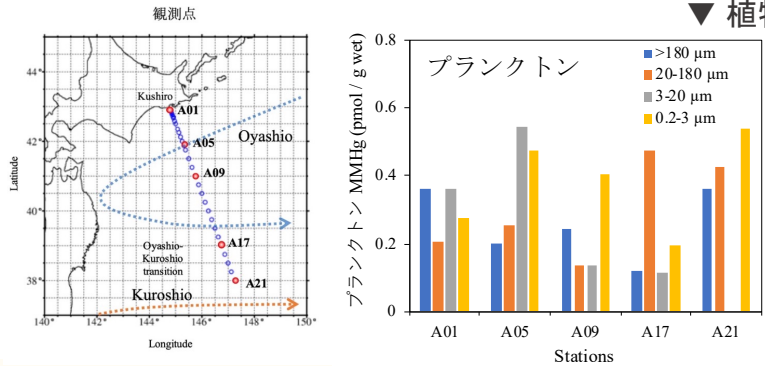 観測点
44°
42°
40°
38°
140°
142°
144°
146°
148°
150°
Latitude
Longitude
Kushiro
A01
Oyashio
A05
A09
A17
Oyashio-
Kuroshio
transition
A21
Kuroshio
▼ 植
プランクトン
>180 µm
20-180 µm
3-20 µm
0.2-3 µm
プランクトン MMHg (pmol / g wet)
0.8
0.6
0.4
0.2
0
A01
A05
A09
A17
A21
Stations